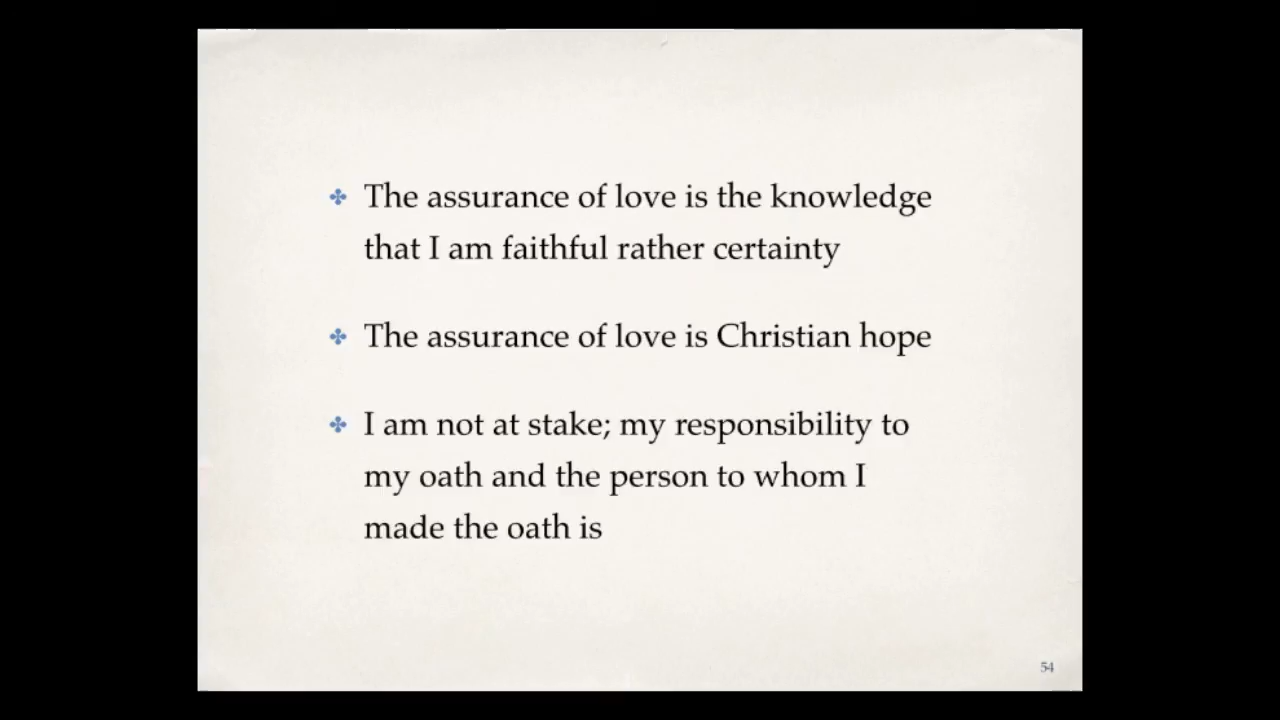 The assurance of love is the knowledge
that I am faithful rather certainty
The assurance of love is Christian hope
I am not at stake; my responsibility to
my oath and the person to whom I
made the oath is
54